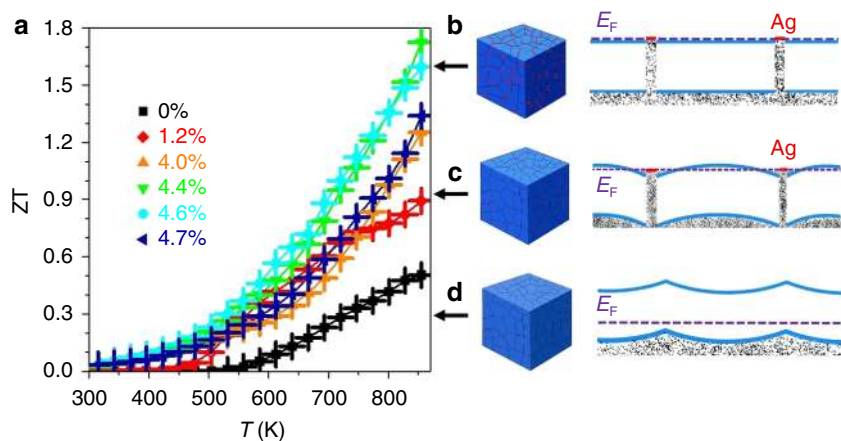 a
ZT
1.8
1.5
1.2
0.9
0.6
0.3
0.0
0%
1.2%
4.0%
4.4%
4.6%
4.7%
300 400 500 600 700 800
T (K)
b
E_F
Ag
c
Ag
E_F
d
E_F